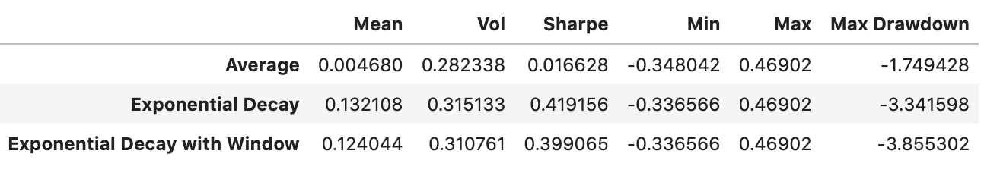 Mean Vol Sharpe Min Max Max Drawdown
Average 0.004680 0.282338 0.016628 -0.348042 0.46902 -1.749428
Exponential Decay 0.132108 0.315133 0.419156 -0.336566 0.46902 -3.341598
Exponential Decay with Window 0.124044 0.310761 0.399065 -0.336566 0.46902 -3.855302